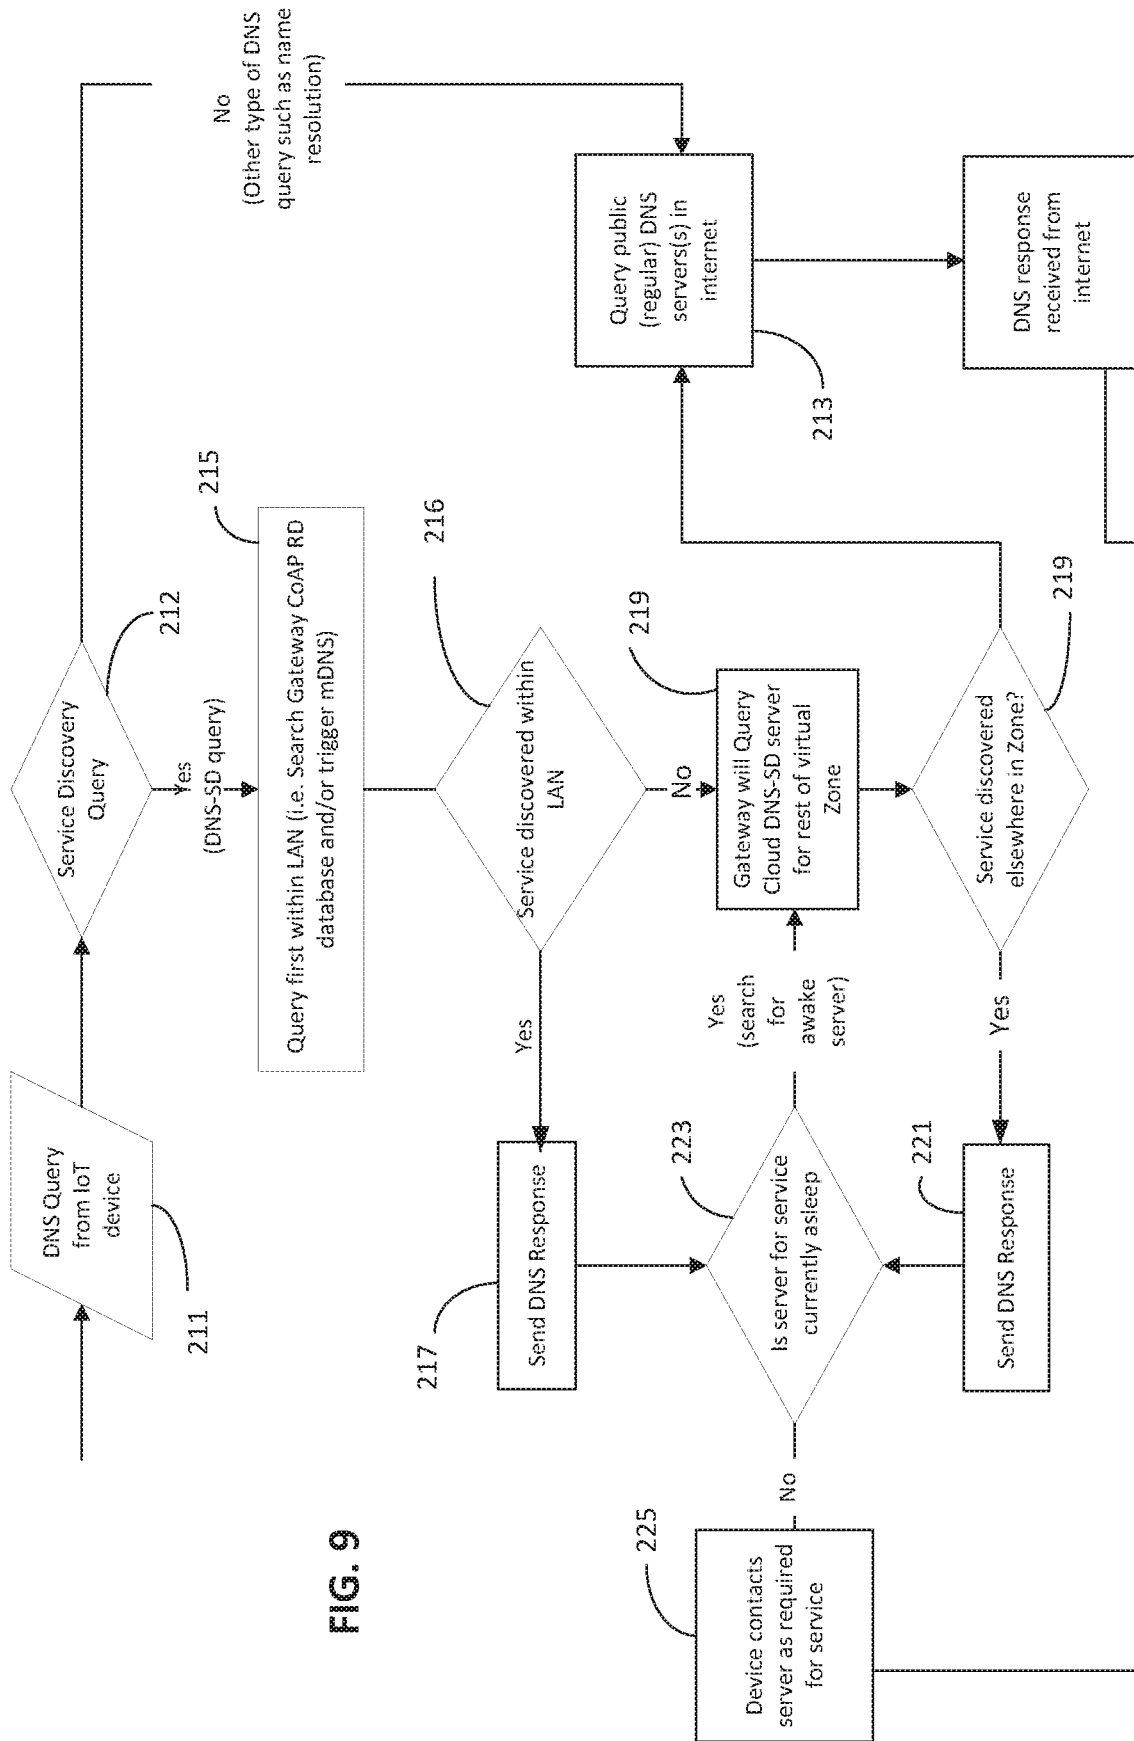 DNS Query
from IoT
device
211
Service Discovery
Query
212
No
(Other type of DNS
query such as name
resolution)
Yes
(DNS-SD query)
215
Query first within LAN (i.e. Search Gateway CoAP RD
database and/or trigger mDNS)
216
Service discovered within
LAN
Yes
No
217
Send DNS Response
219
Gateway will Query
Cloud DNS-SD server
for rest of virtual
Zone
Query public
(regular) DNS
servers(s) in
internet
213
223
Is server for service
currently asleep
Yes
(search
for
awake
server)
No
225
Device contacts
server as required
for service
Service discovered
elsewhere in Zone?
219
Yes
221
Send DNS Response
DNS response
received from
internet
FIG. 9